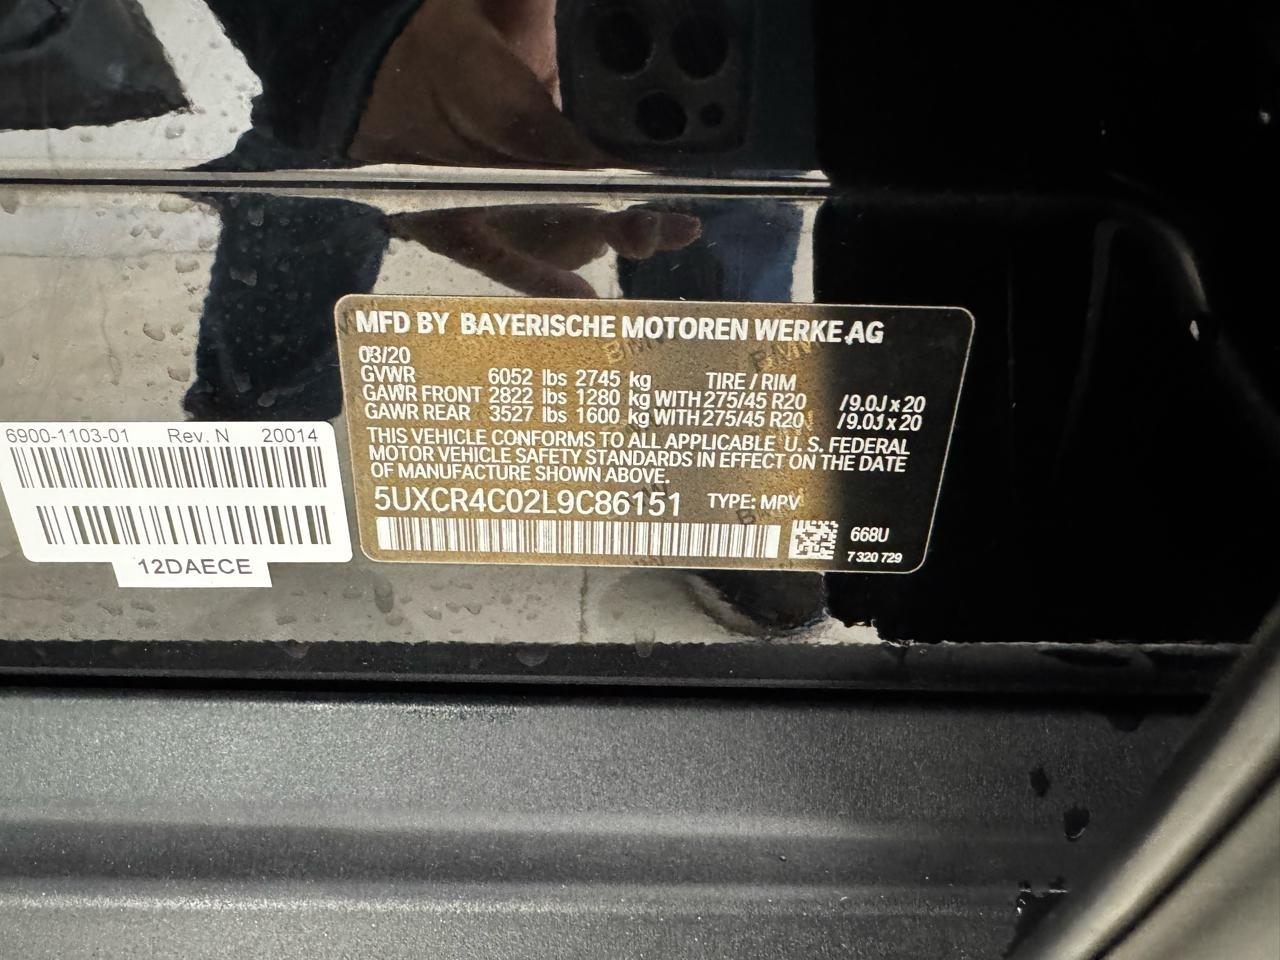 MFD BY BAYERISCHE MOTOREN WERKE AG
03/20
GVWR 6052 lbs 2745 kg TIRE / RIM
GAWR FRONT 2822 lbs 1280 kg WITH 275/45 R20 /9.0J x 20
GAWR REAR 3527 lbs 1600 kg WITH 275/45 R20 /9.0J x 20
THIS VEHICLE CONFORMS TO ALL APPLICABLE U. S. FEDERAL
MOTOR VEHICLE SAFETY STANDARDS IN EFFECT ON THE DATE
OF MANUFACTURE SHOWN ABOVE.
5UXCR4C02L9C86151 TYPE: MPV
668U
7 320 729
6900-1103-01 Rev. N 20014
12DAECE